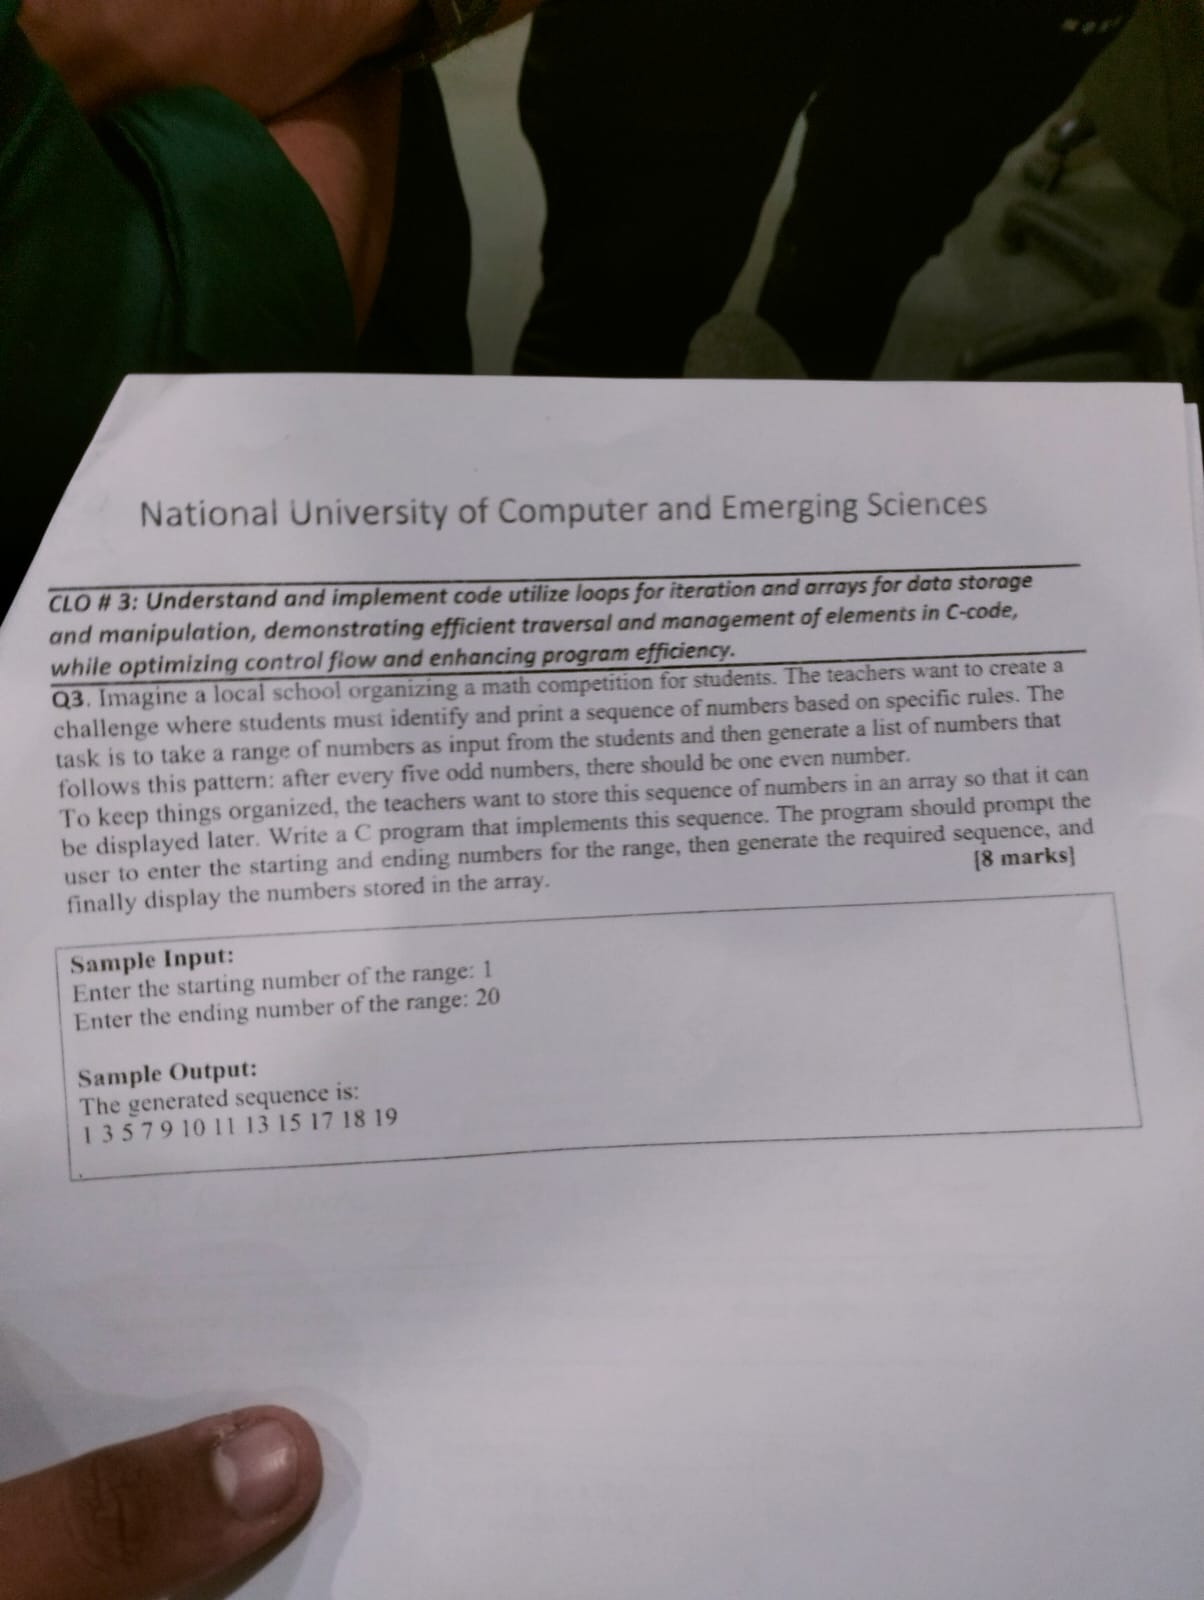 National University of Computer and Emerging Sciences
CLO # 3: Understand and implement code utilize loops for iteration and arrays for data storage
and manipulation, demonstrating efficient traversal and management of elements in C-code,
while optimizing control flow and enhancing program efficiency.
Q3. Imagine a local school organizing a math competition for students. The teachers want to create a
challenge where students must identify and print a sequence of numbers based on specific rules. The
task is to take a range of numbers as input from the students and then generate a list of numbers that
follows this pattern: after every five odd numbers, there should be one even number.
To keep things organized, the teachers want to store this sequence of numbers in an array so that it can
be displayed later. Write a C program that implements this sequence. The program should prompt the
user to enter the starting and ending numbers for the range, then generate the required sequence, and
finally display the numbers stored in the array. [8 marks]
Sample Input:
Enter the starting number of the range: 1
Enter the ending number of the range: 20
Sample Output:
The generated sequence is:
1 3 5 7 9 10 11 13 15 17 18 19